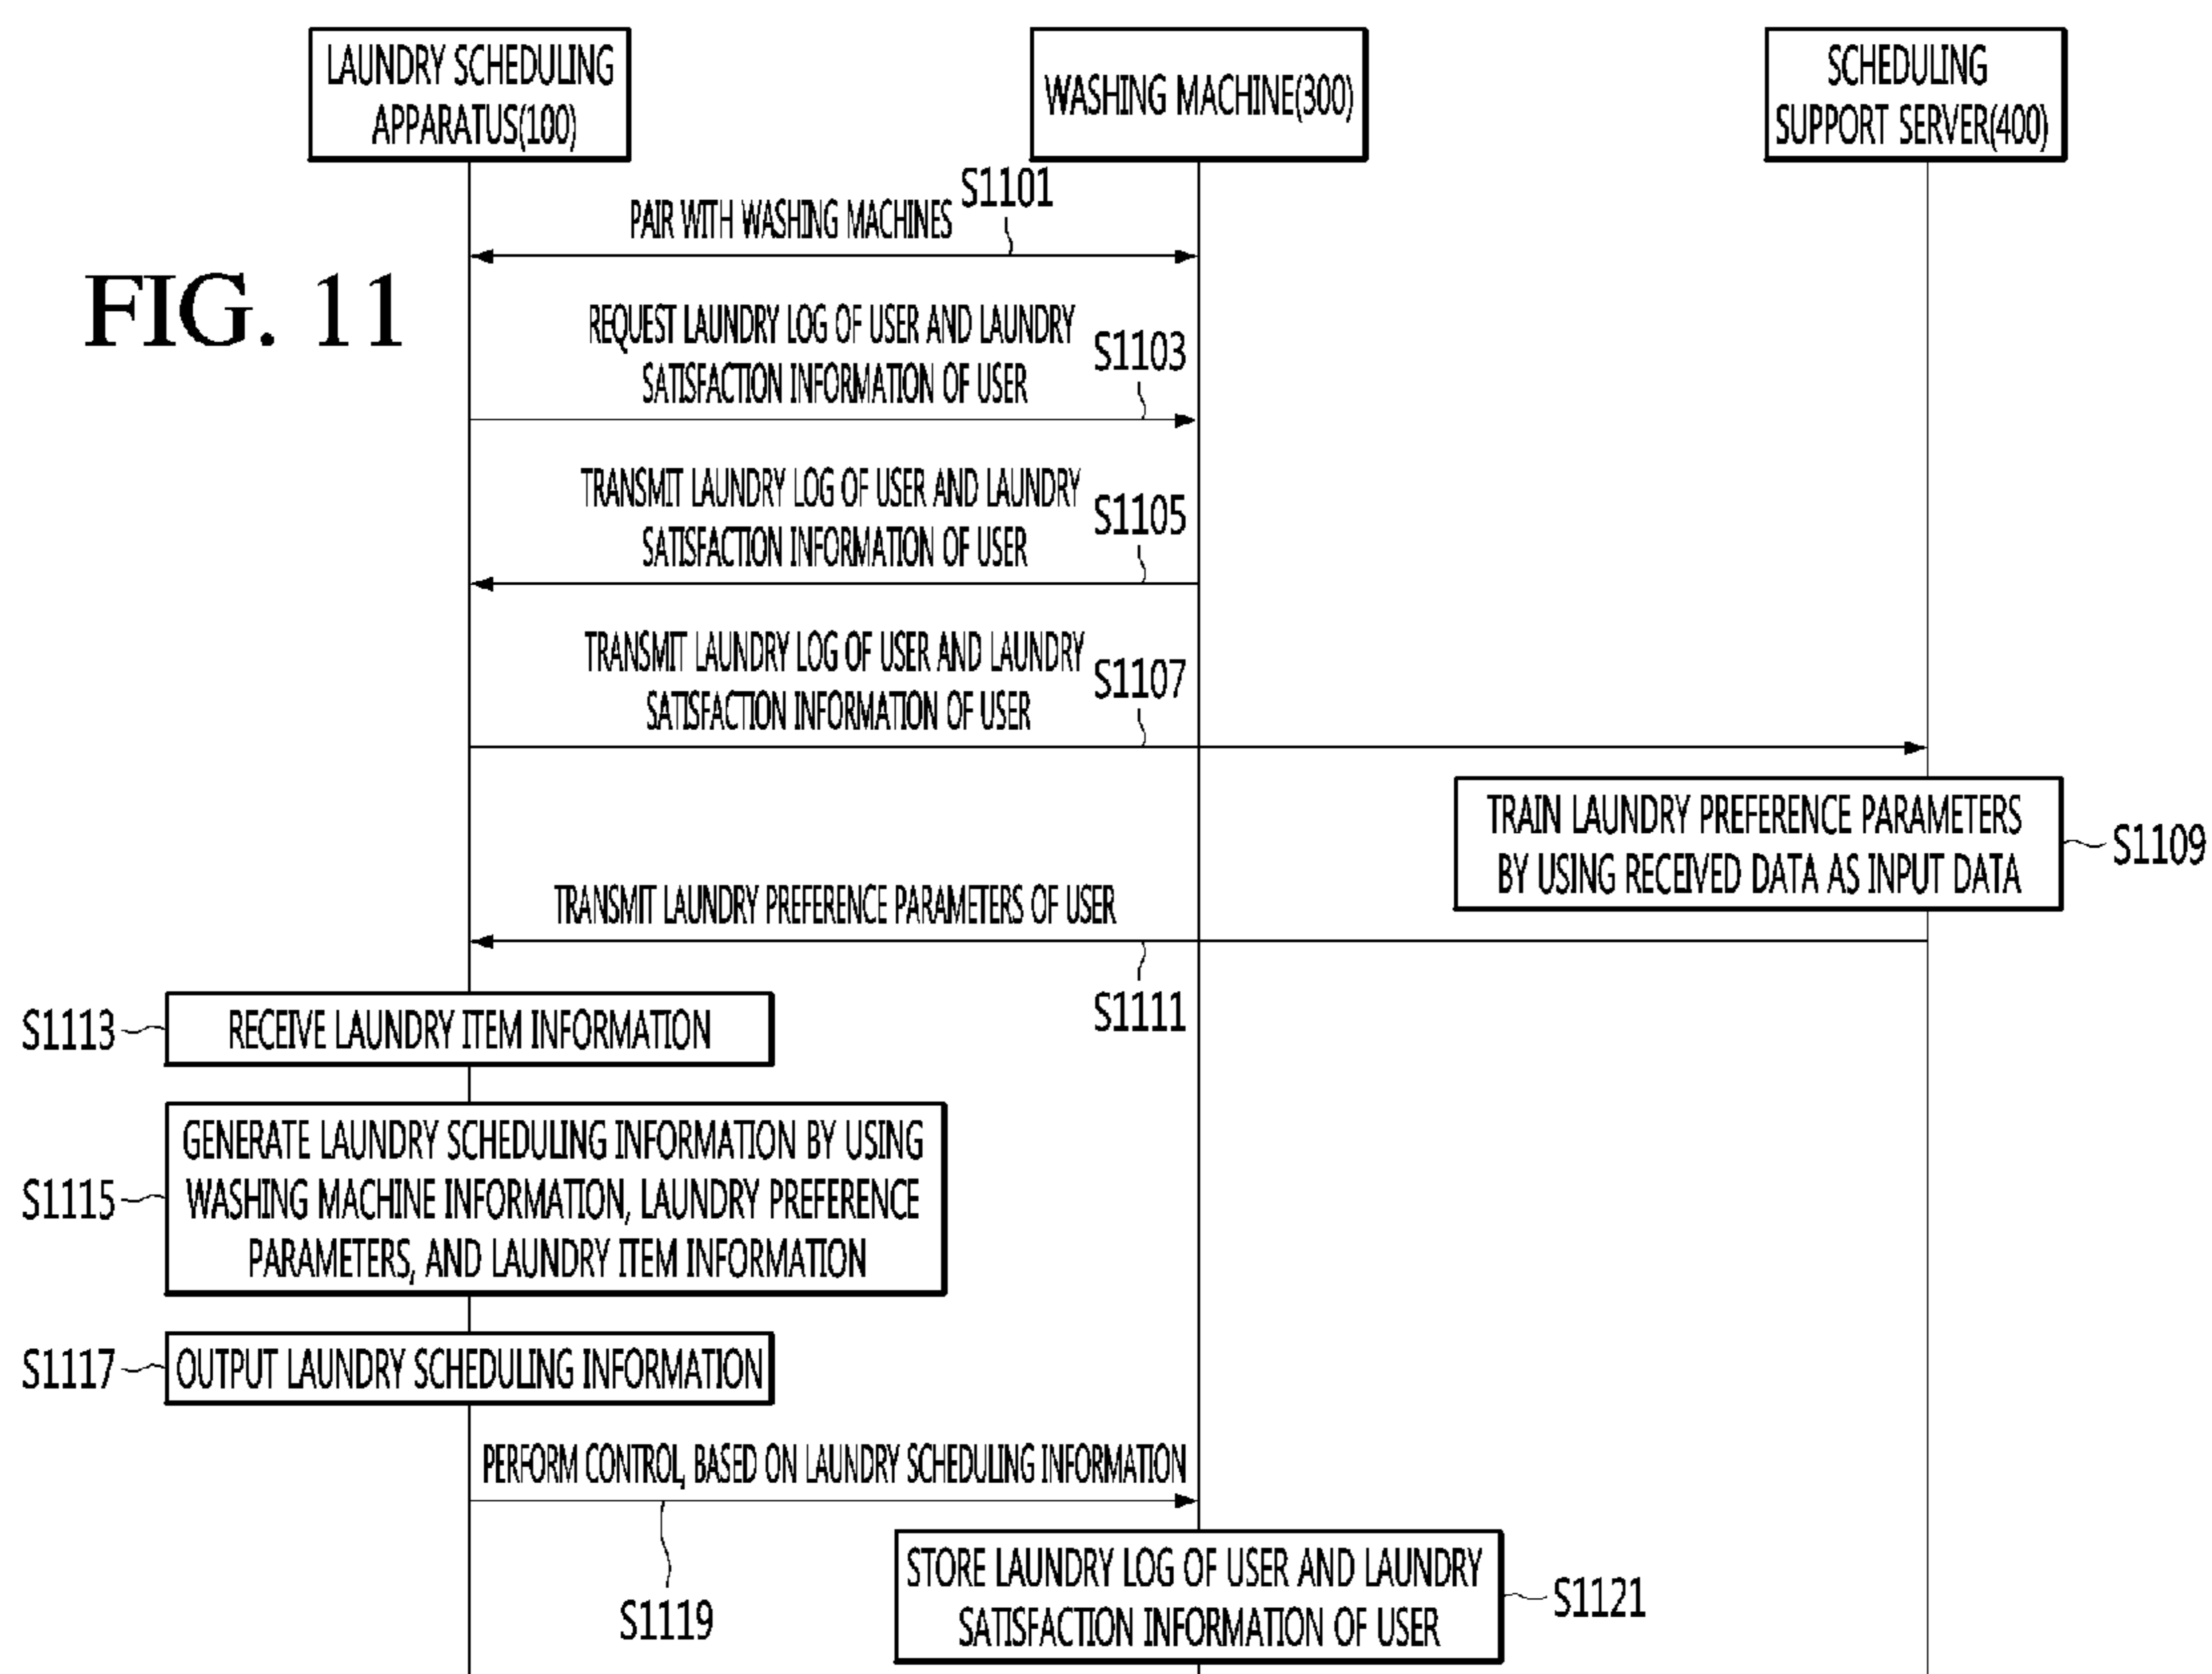 LAUNDRY SCHEDULING
APPARATUS(100)
WASHING MACHINE(300)
SCHEDULING
SUPPORT SERVER(400)
S1101
PAIR WITH WASHING MACHINES
FIG. 11
REQUEST LAUNDRY LOG OF USER AND LAUNDRY
SATISFACTION INFORMATION OF USER
S1103
TRANSMIT LAUNDRY LOG OF USER AND LAUNDRY
SATISFACTION INFORMATION OF USER
S1105
TRANSMIT LAUNDRY LOG OF USER AND LAUNDRY
SATISFACTION INFORMATION OF USER
S1107
TRAIN LAUNDRY PREFERENCE PARAMETERS
BY USING RECEIVED DATA AS INPUT DATA
S1109
TRANSMIT LAUNDRY PREFERENCE PARAMETERS OF USER
S1111
S1113
RECEIVE LAUNDRY ITEM INFORMATION
S1115
GENERATE LAUNDRY SCHEDULING INFORMATION BY USING
WASHING MACHINE INFORMATION, LAUNDRY PREFERENCE
PARAMETERS, AND LAUNDRY ITEM INFORMATION
S1117
OUTPUT LAUNDRY SCHEDULING INFORMATION
PERFORM CONTROL, BASED ON LAUNDRY SCHEDULING INFORMATION
S1119
STORE LAUNDRY LOG OF USER AND LAUNDRY
SATISFACTION INFORMATION OF USER
S1121